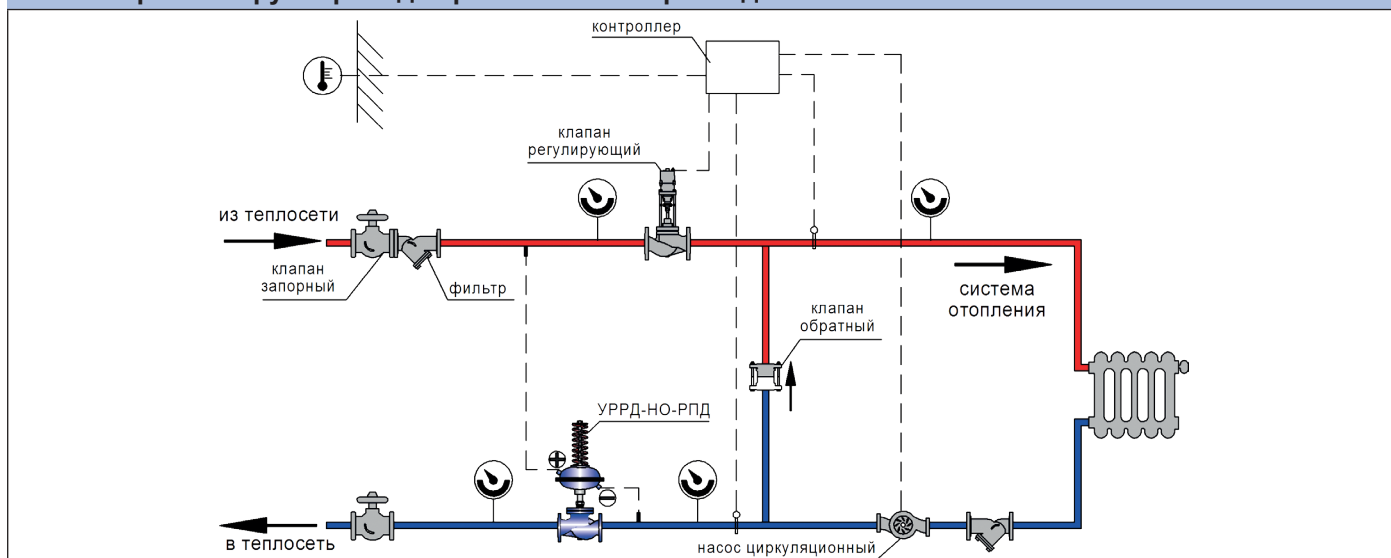 контроллер
клапан
регулирующий
из теплосети
клапан
запорный
фильтр
система
отопления
клапан
обратный
УРРД-НО-РПД
в теплосеть
насос циркуляционный